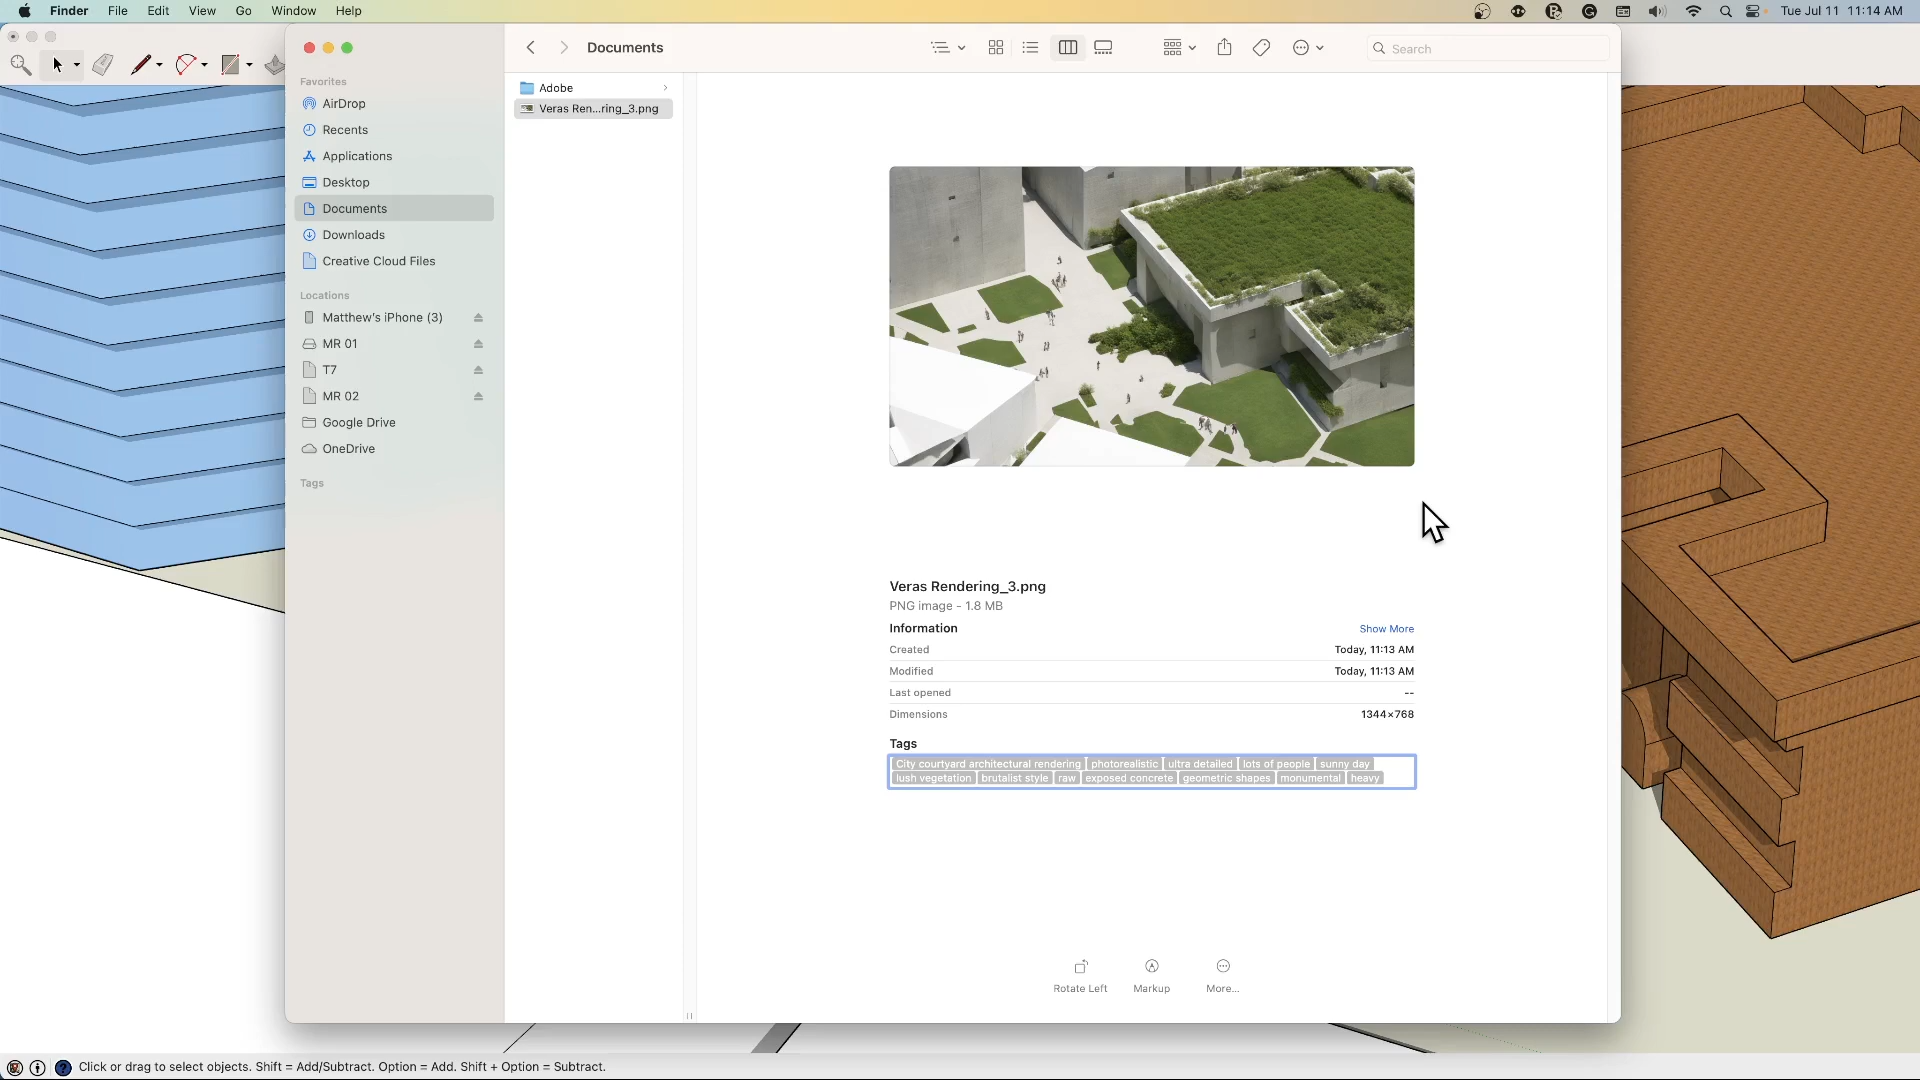 Finder File Edit View Go Window Help
Tue Jul 11 11:14 AM
Documents
Search
Favorites
AirDrop
Recents
Applications
Desktop
Documents
Downloads
Creative Cloud Files
Locations
Matthew's iPhone (3)
MR 01
T7
MR 02
Google Drive
OneDrive
Tags
Adobe
Veras Ren...ring_3.png
Veras Rendering_3.png
PNG image - 1.8 MB
Information Show More
Created Today, 11:13 AM
Modified Today, 11:13 AM
Last opened --
Dimensions 1344×768
Tags
City courtyard architectural rendering photorealistic ultra detailed lots of people sunny day
lush vegetation brutalist style raw exposed concrete geometric shapes monumental heavy
Rotate Left Markup More...
Click or drag to select objects. Shift = Add/Subtract. Option = Add. Shift + Option = Subtract.